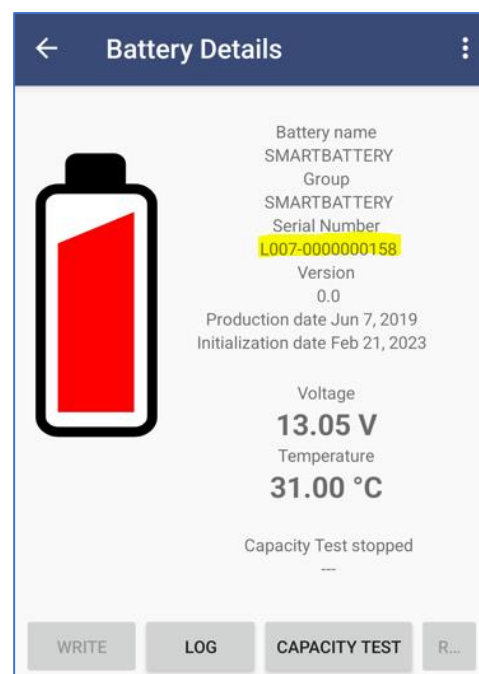 Battery Details
Battery name
SMARTBATTERY
Group
SMARTBATTERY
Serial Number
L007-0000000158
Version
0.0
Production date Jun 7, 2019
Initialization date Feb 21, 2023
Voltage
13.05 V
Temperature
31.00 °C
Capacity Test stopped
---
WRITE LOG CAPACITY TEST R...